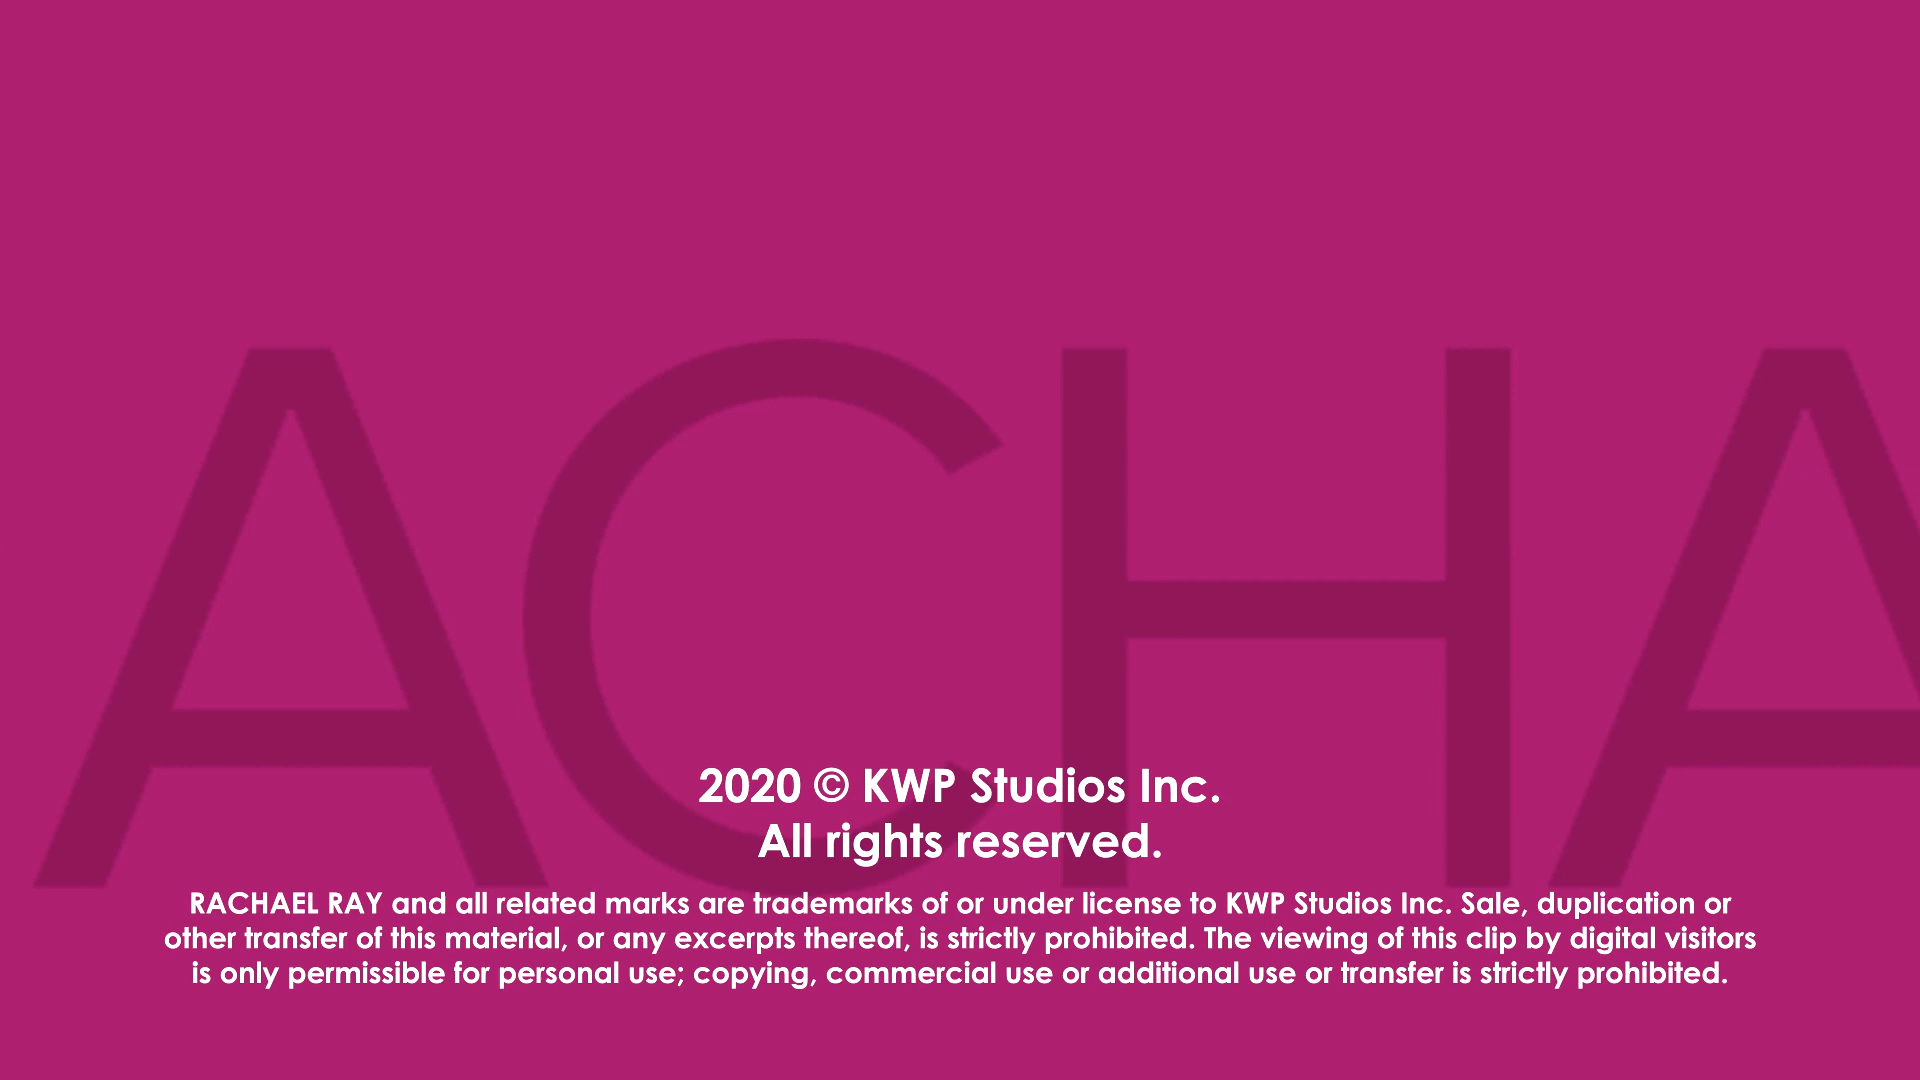 ACHA
2020 © KWP Studios Inc.
All rights reserved.
RACHAEL RAY and all related marks are trademarks of or under license to KWP Studios Inc. Sale, duplication or
other transfer of this material, or any excerpts thereof, is strictly prohibited. The viewing of this clip by digital visitors
is only permissible for personal use; copying, commercial use or additional use or transfer is strictly prohibited.